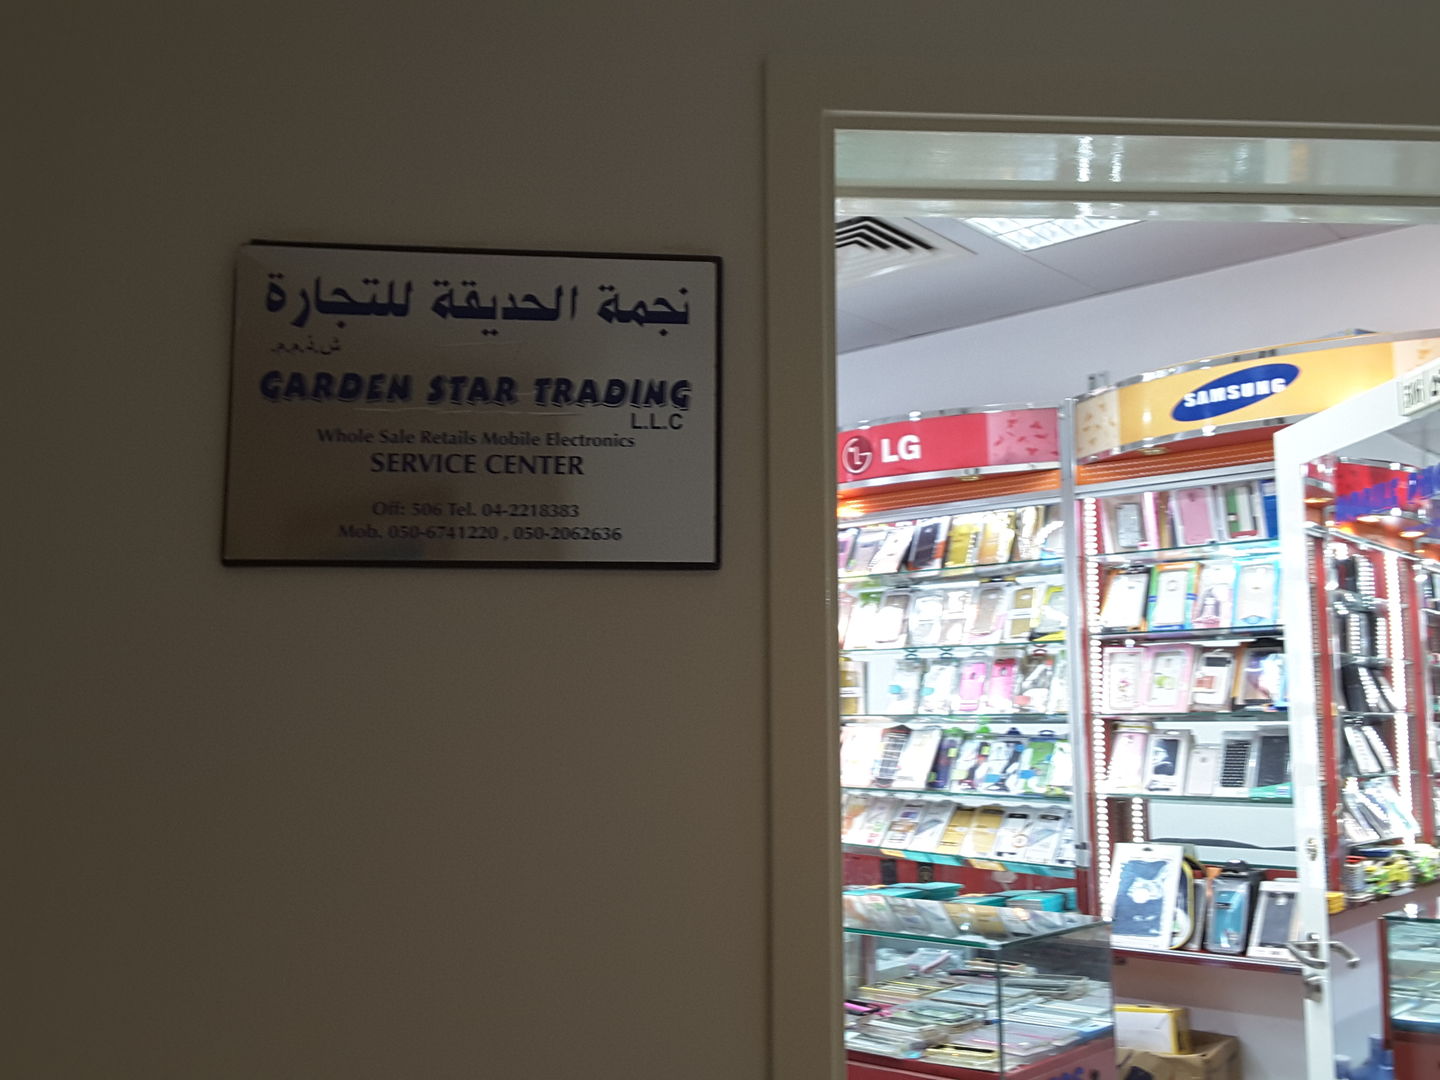 نجمة الحديقة للتجارة
ش.ذ.م.م.
GARDEN STAR TRADING
L.L.C
Whole Sale Retails Mobile Electronics
SERVICE CENTER
Off: 506 Tel. 04-2218383
Mob. 050-6741220 , 050-2062636
LG
SAMSUNG